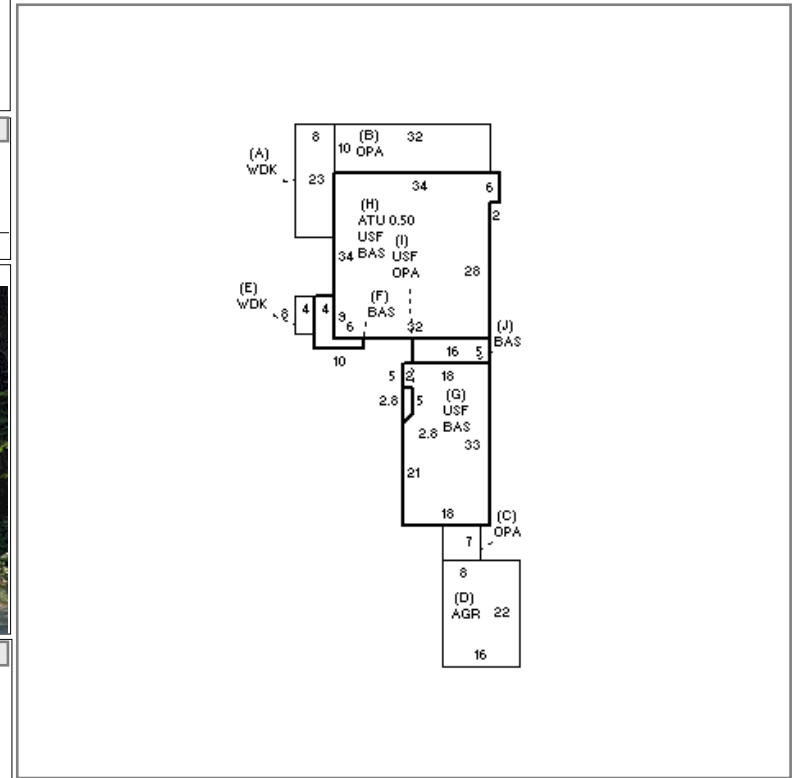 8 (B) 32
10 OPA
(A)
WDK
23
34 6
(H) 2
ATU 0.50
USF (I)
34 BAS USF
OPA 28
(E)
WDK
8 4 4 (F)
BAS
9
6 32 (J)
BAS
10 16 5
5 2 18
2.8 5 (G)
USF
BAS
2.8 33
21
18 (C)
OPA
7
8
(D)
AGR 22
16